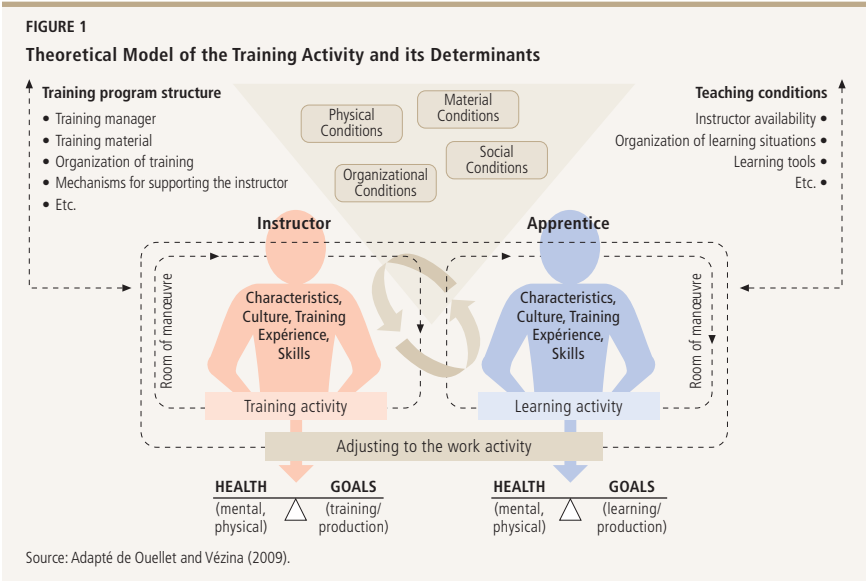 FIGURE 1
Theoretical Model of the Training Activity and its Determinants
Training program structure
• Training manager
• Training material
• Organization of training
• Mechanisms for supporting the instructor
• Etc.
Physical
Conditions
Material
Conditions
Social
Conditions
Organizational
Conditions
Teaching conditions
Instructor availability •
Organization of learning situations •
Learning tools •
Etc. •
Instructor
Room of manœuvre
Characteristics,
Culture, Training
Expérience,
Skills
Training activity
Apprentice
Characteristics,
Culture, Training
Expérience,
Skills
Room of manœuvre
Learning activity
Adjusting to the work activity
HEALTH
(mental,
physical)
GOALS
(training/
production)
HEALTH
(mental,
physical)
GOALS
(learning/
production)
Source: Adapté de Ouellet and Vézina (2009).